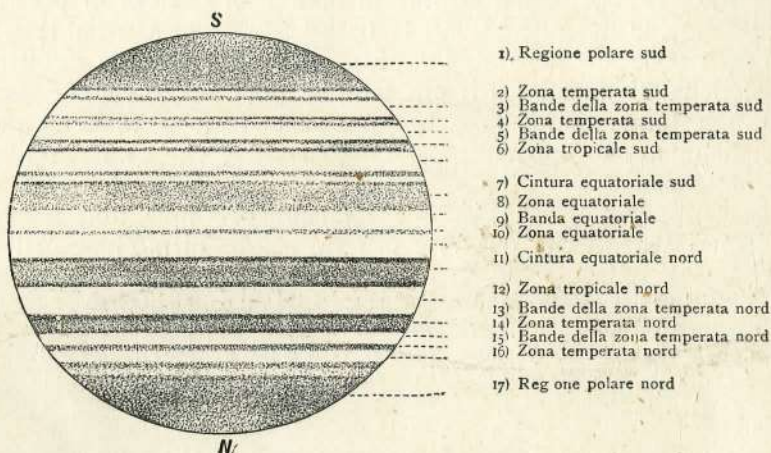 S
1). Regione polare sud
2) Zona temperata sud
3) Bande della zona temperata sud
4) Zona temperata sud
5) Bande della zona temperata sud
6) Zona tropicale sud
7) Cintura equatoriale sud
8) Zona equatoriale
9) Banda equatoriale
10) Zona equatoriale
11) Cintura equatoriale nord
12) Zona tropicale nord
13) Bande della zona temperata nord
14) Zona temperata nord
15) Bande della zona temperata nord
16) Zona temperata nord
17) Reg one polare nord
N